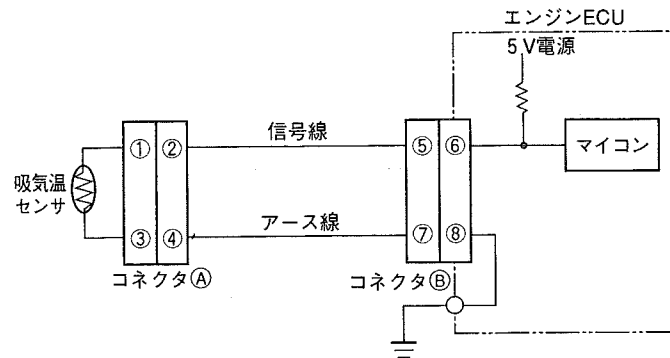 エンジンECU
5V電源
信号線
① ② ⑤ ⑥
マイコン
吸気温
センサ
アース線
③ ④ ⑦ ⑧
コネクタⒶ
コネクタⒷ